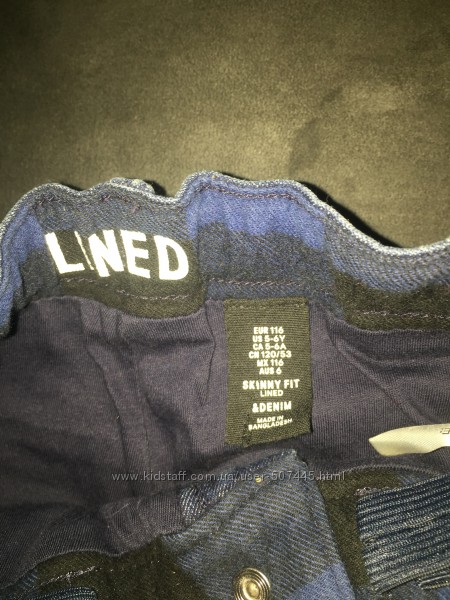 LINED
EUR 116
US 5-6Y
CA 5-6A
CN 120/53
MX 116
AUS 6
SKINNY FIT
LINED
&DENIM
MADE IN
BANGLADESH
www.kidstaff.com.ua/user-507445.html